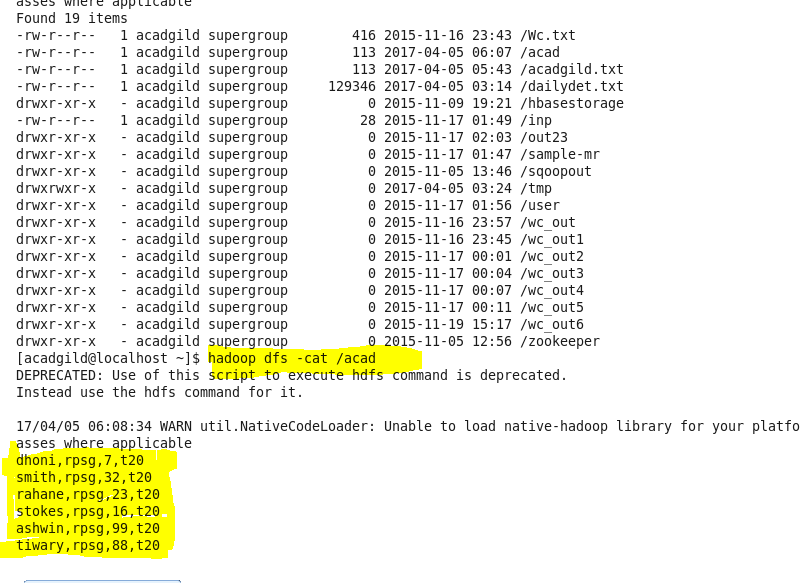 asses where applicable
Found 19 items
-rw-r--r--   1 acadgild supergroup        416 2015-11-16 23:43 /Wc.txt
-rw-r--r--   1 acadgild supergroup        113 2017-04-05 06:07 /acad
-rw-r--r--   1 acadgild supergroup        113 2017-04-05 05:43 /acadgild.txt
-rw-r--r--   1 acadgild supergroup     129346 2017-04-05 03:14 /dailydet.txt
drwxr-xr-x   - acadgild supergroup          0 2015-11-09 19:21 /hbasestorage
-rw-r--r--   1 acadgild supergroup         28 2015-11-17 01:49 /inp
drwxr-xr-x   - acadgild supergroup          0 2015-11-17 02:03 /out23
drwxr-xr-x   - acadgild supergroup          0 2015-11-17 01:47 /sample-mr
drwxr-xr-x   - acadgild supergroup          0 2015-11-05 13:46 /sqoopout
drwxrwxr-x   - acadgild supergroup          0 2017-04-05 03:24 /tmp
drwxr-xr-x   - acadgild supergroup          0 2015-11-17 01:56 /user
drwxr-xr-x   - acadgild supergroup          0 2015-11-16 23:57 /wc_out
drwxr-xr-x   - acadgild supergroup          0 2015-11-16 23:45 /wc_out1
drwxr-xr-x   - acadgild supergroup          0 2015-11-17 00:01 /wc_out2
drwxr-xr-x   - acadgild supergroup          0 2015-11-17 00:04 /wc_out3
drwxr-xr-x   - acadgild supergroup          0 2015-11-17 00:07 /wc_out4
drwxr-xr-x   - acadgild supergroup          0 2015-11-17 00:11 /wc_out5
drwxr-xr-x   - acadgild supergroup          0 2015-11-19 15:17 /wc_out6
drwxr-xr-x   - acadgild supergroup          0 2015-11-05 12:56 /zookeeper
[acadgild@localhost ~]$ hadoop dfs -cat /acad
DEPRECATED: Use of this script to execute hdfs command is deprecated.
Instead use the hdfs command for it.
17/04/05 06:08:34 WARN util.NativeCodeLoader: Unable to load native-hadoop library for your platfo
asses where applicable
dhoni,rpsg,7,t20
smith,rpsg,32,t20
rahane,rpsg,23,t20
stokes,rpsg,16,t20
ashwin,rpsg,99,t20
tiwary,rpsg,88,t20